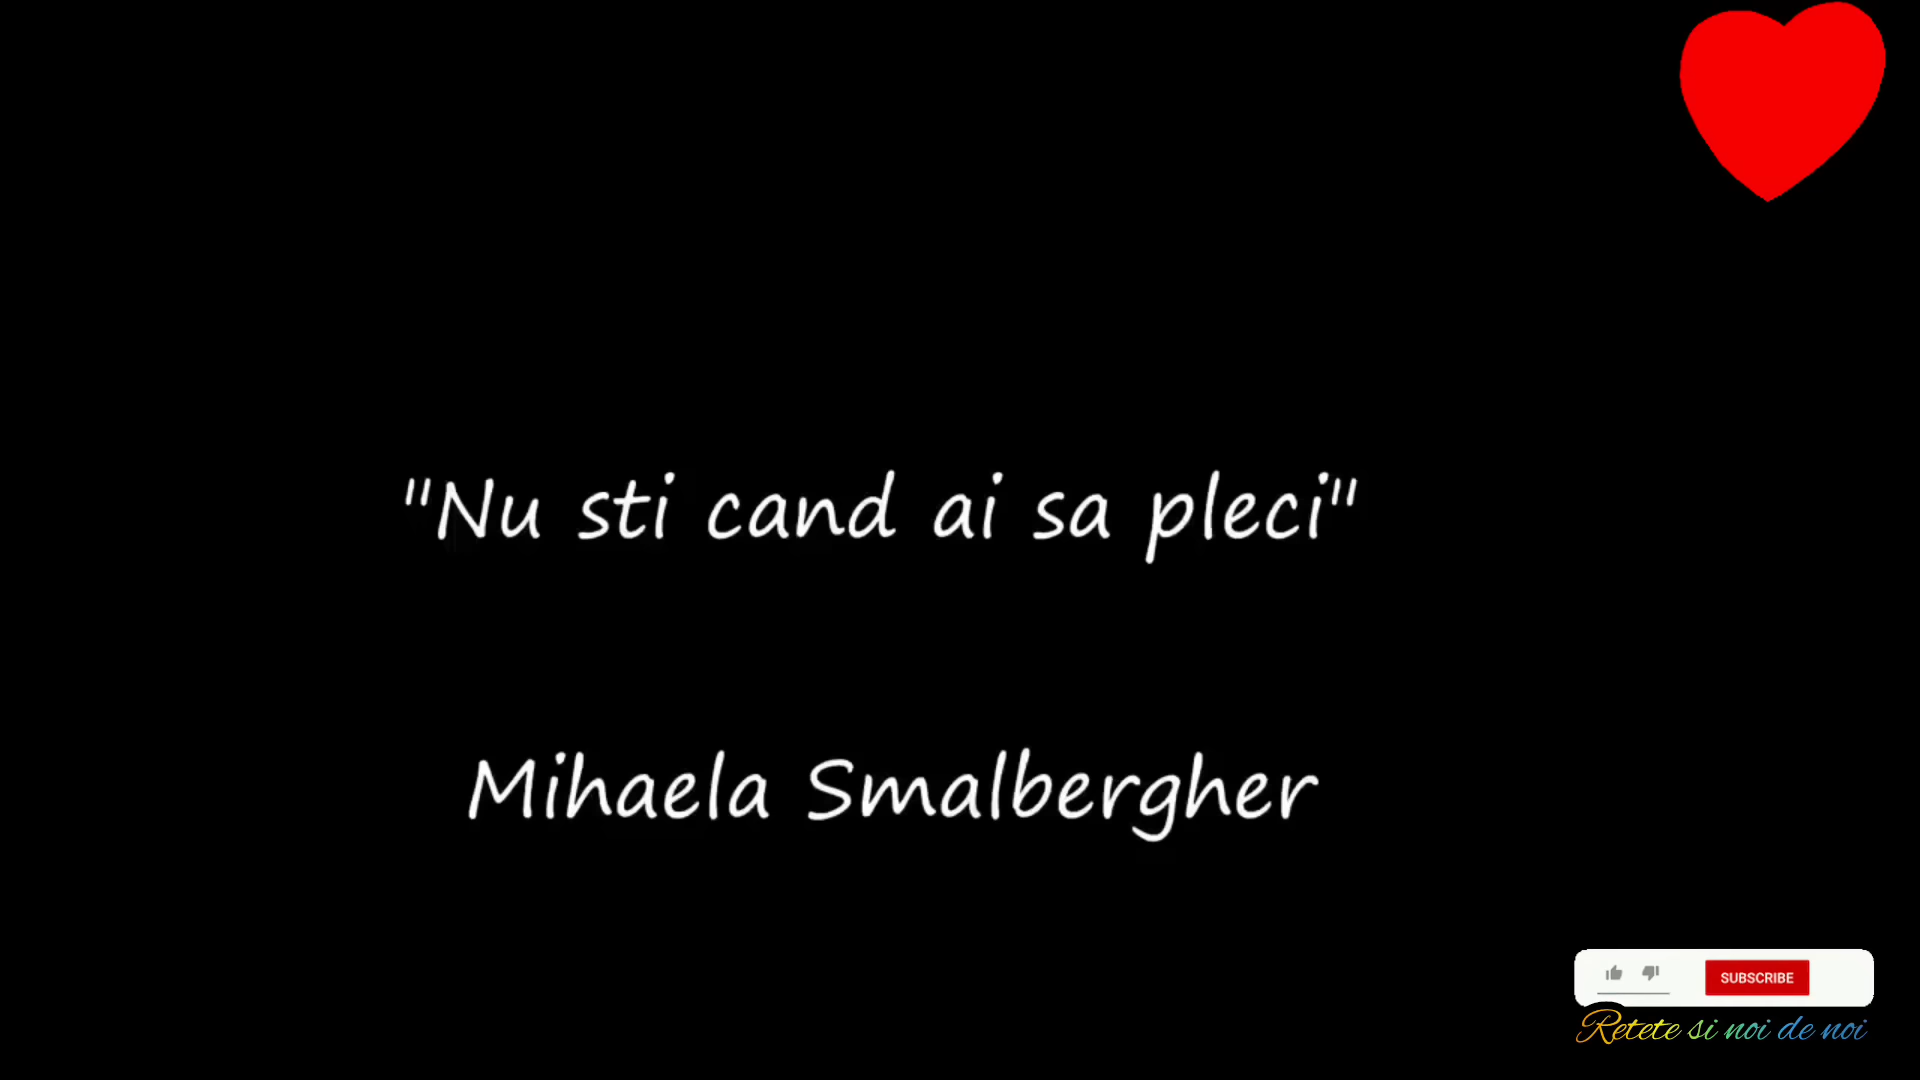 "Nu sti cand ai sa pleci"
Mihaela Smalbergher
SUBSCRIBE
Retete si noi de noi